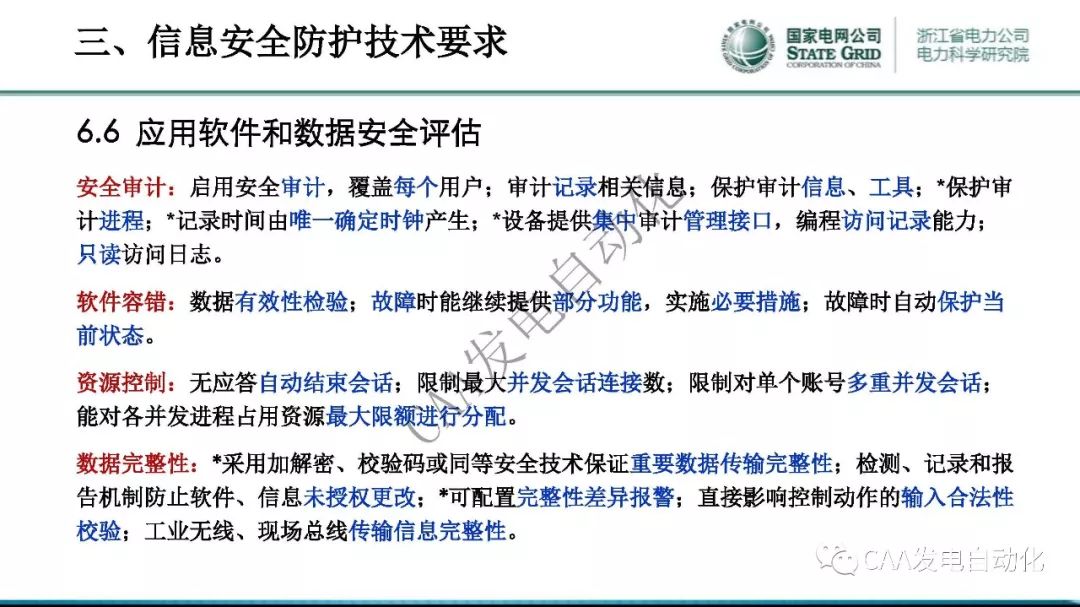 三、信息安全防护技术要求
国家电网公司
STATE GRID
CORPORATION OF CHINA
浙江省电力公司
电力科学研究院
6.6 应用软件和数据安全评估
安全审计：启用安全审计，覆盖每个用户；审计记录相关信息；保护审计信息、工具；*保护审
计进程；*记录时间由唯一确定时钟产生；*设备提供集中审计管理接口，编程访问记录能力；
只读访问日志。
软件容错：数据有效性检验；故障时能继续提供部分功能，实施必要措施；故障时自动保护当
前状态。
资源控制：无应答自动结束会话；限制最大并发会话连接数；限制对单个账号多重并发会话；
能对各并发进程占用资源最大限额进行分配。
数据完整性：*采用加解密、校验码或同等安全技术保证重要数据传输完整性；检测、记录和报
告机制防止软件、信息未授权更改；*可配置完整性差异报警；直接影响控制动作的输入合法性
校验；工业无线、现场总线传输信息完整性。
CAA发电自动化
CAA发电自动化